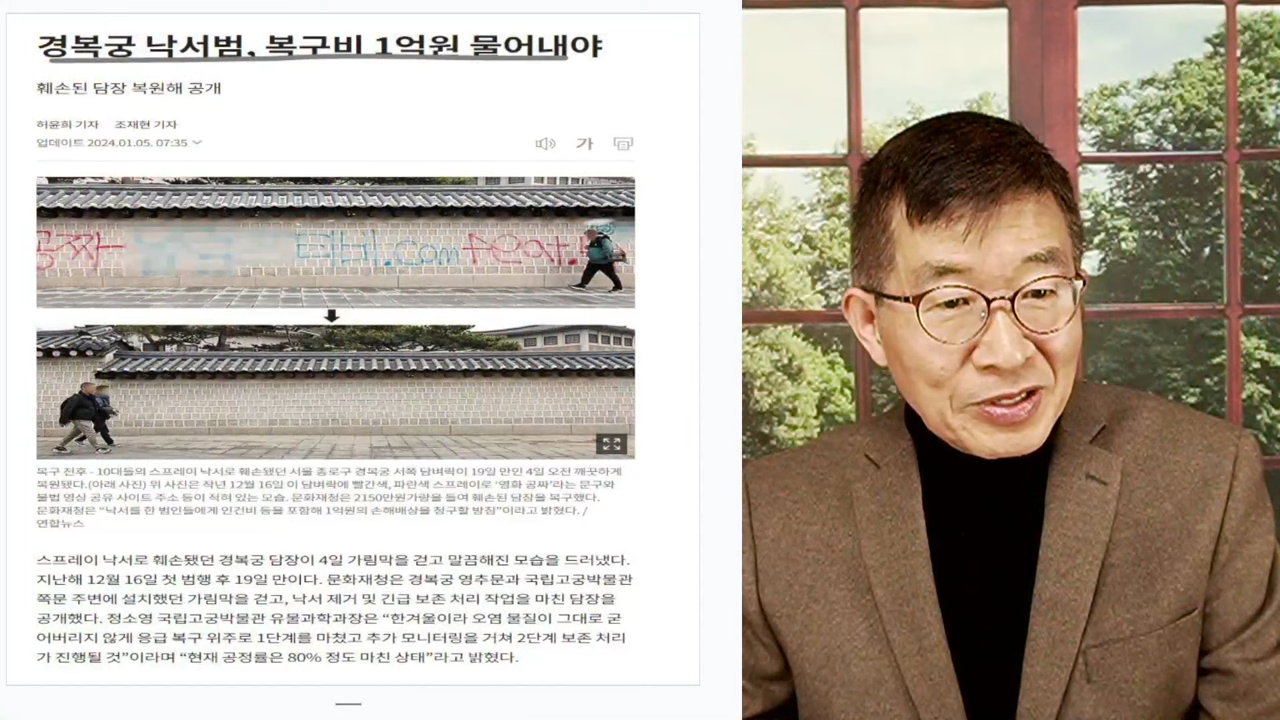 경복궁 낙서범, 복구비 1억원 물어내야
훼손된 담장 복원해 공개
허윤희 기자 조재현 기자
업데이트 2024.01.05. 07:35
가
공짜
.com
복구 전후 - 10대들의 스프레이 낙서로 훼손됐던 서울 종로구 경복궁 서쪽 담벼락이 19일 만인 4일 오전 깨끗하게
복원됐다.(아래 사진) 위 사진은 작년 12월 16일 이 담벼락에 빨간색, 파란색 스프레이로 ‘영화 공짜’라는 문구와
불법 영상 공유 사이트 주소 등이 적혀 있는 모습. 문화재청은 2150만원가량을 들여 훼손된 담장을 복구했다.
문화재청은 “낙서를 한 범인들에게 인건비 등을 포함해 1억원의 손해배상을 청구할 방침”이라고 밝혔다. /
연합뉴스
스프레이 낙서로 훼손됐던 경복궁 담장이 4일 가림막을 걷고 말끔해진 모습을 드러냈다.
지난해 12월 16일 첫 범행 후 19일 만이다. 문화재청은 경복궁 영추문과 국립고궁박물관
쪽문 주변에 설치했던 가림막을 걷고, 낙서 제거 및 긴급 보존 처리 작업을 마친 담장을
공개했다. 정소영 국립고궁박물관 유물과학과장은 “한겨울이라 오염 물질이 그대로 굳
어버리지 않게 응급 복구 위주로 1단계를 마쳤고 추가 모니터링을 거쳐 2단계 보존 처리
가 진행될 것”이라며 “현재 공정률은 80% 정도 마친 상태”라고 밝혔다.